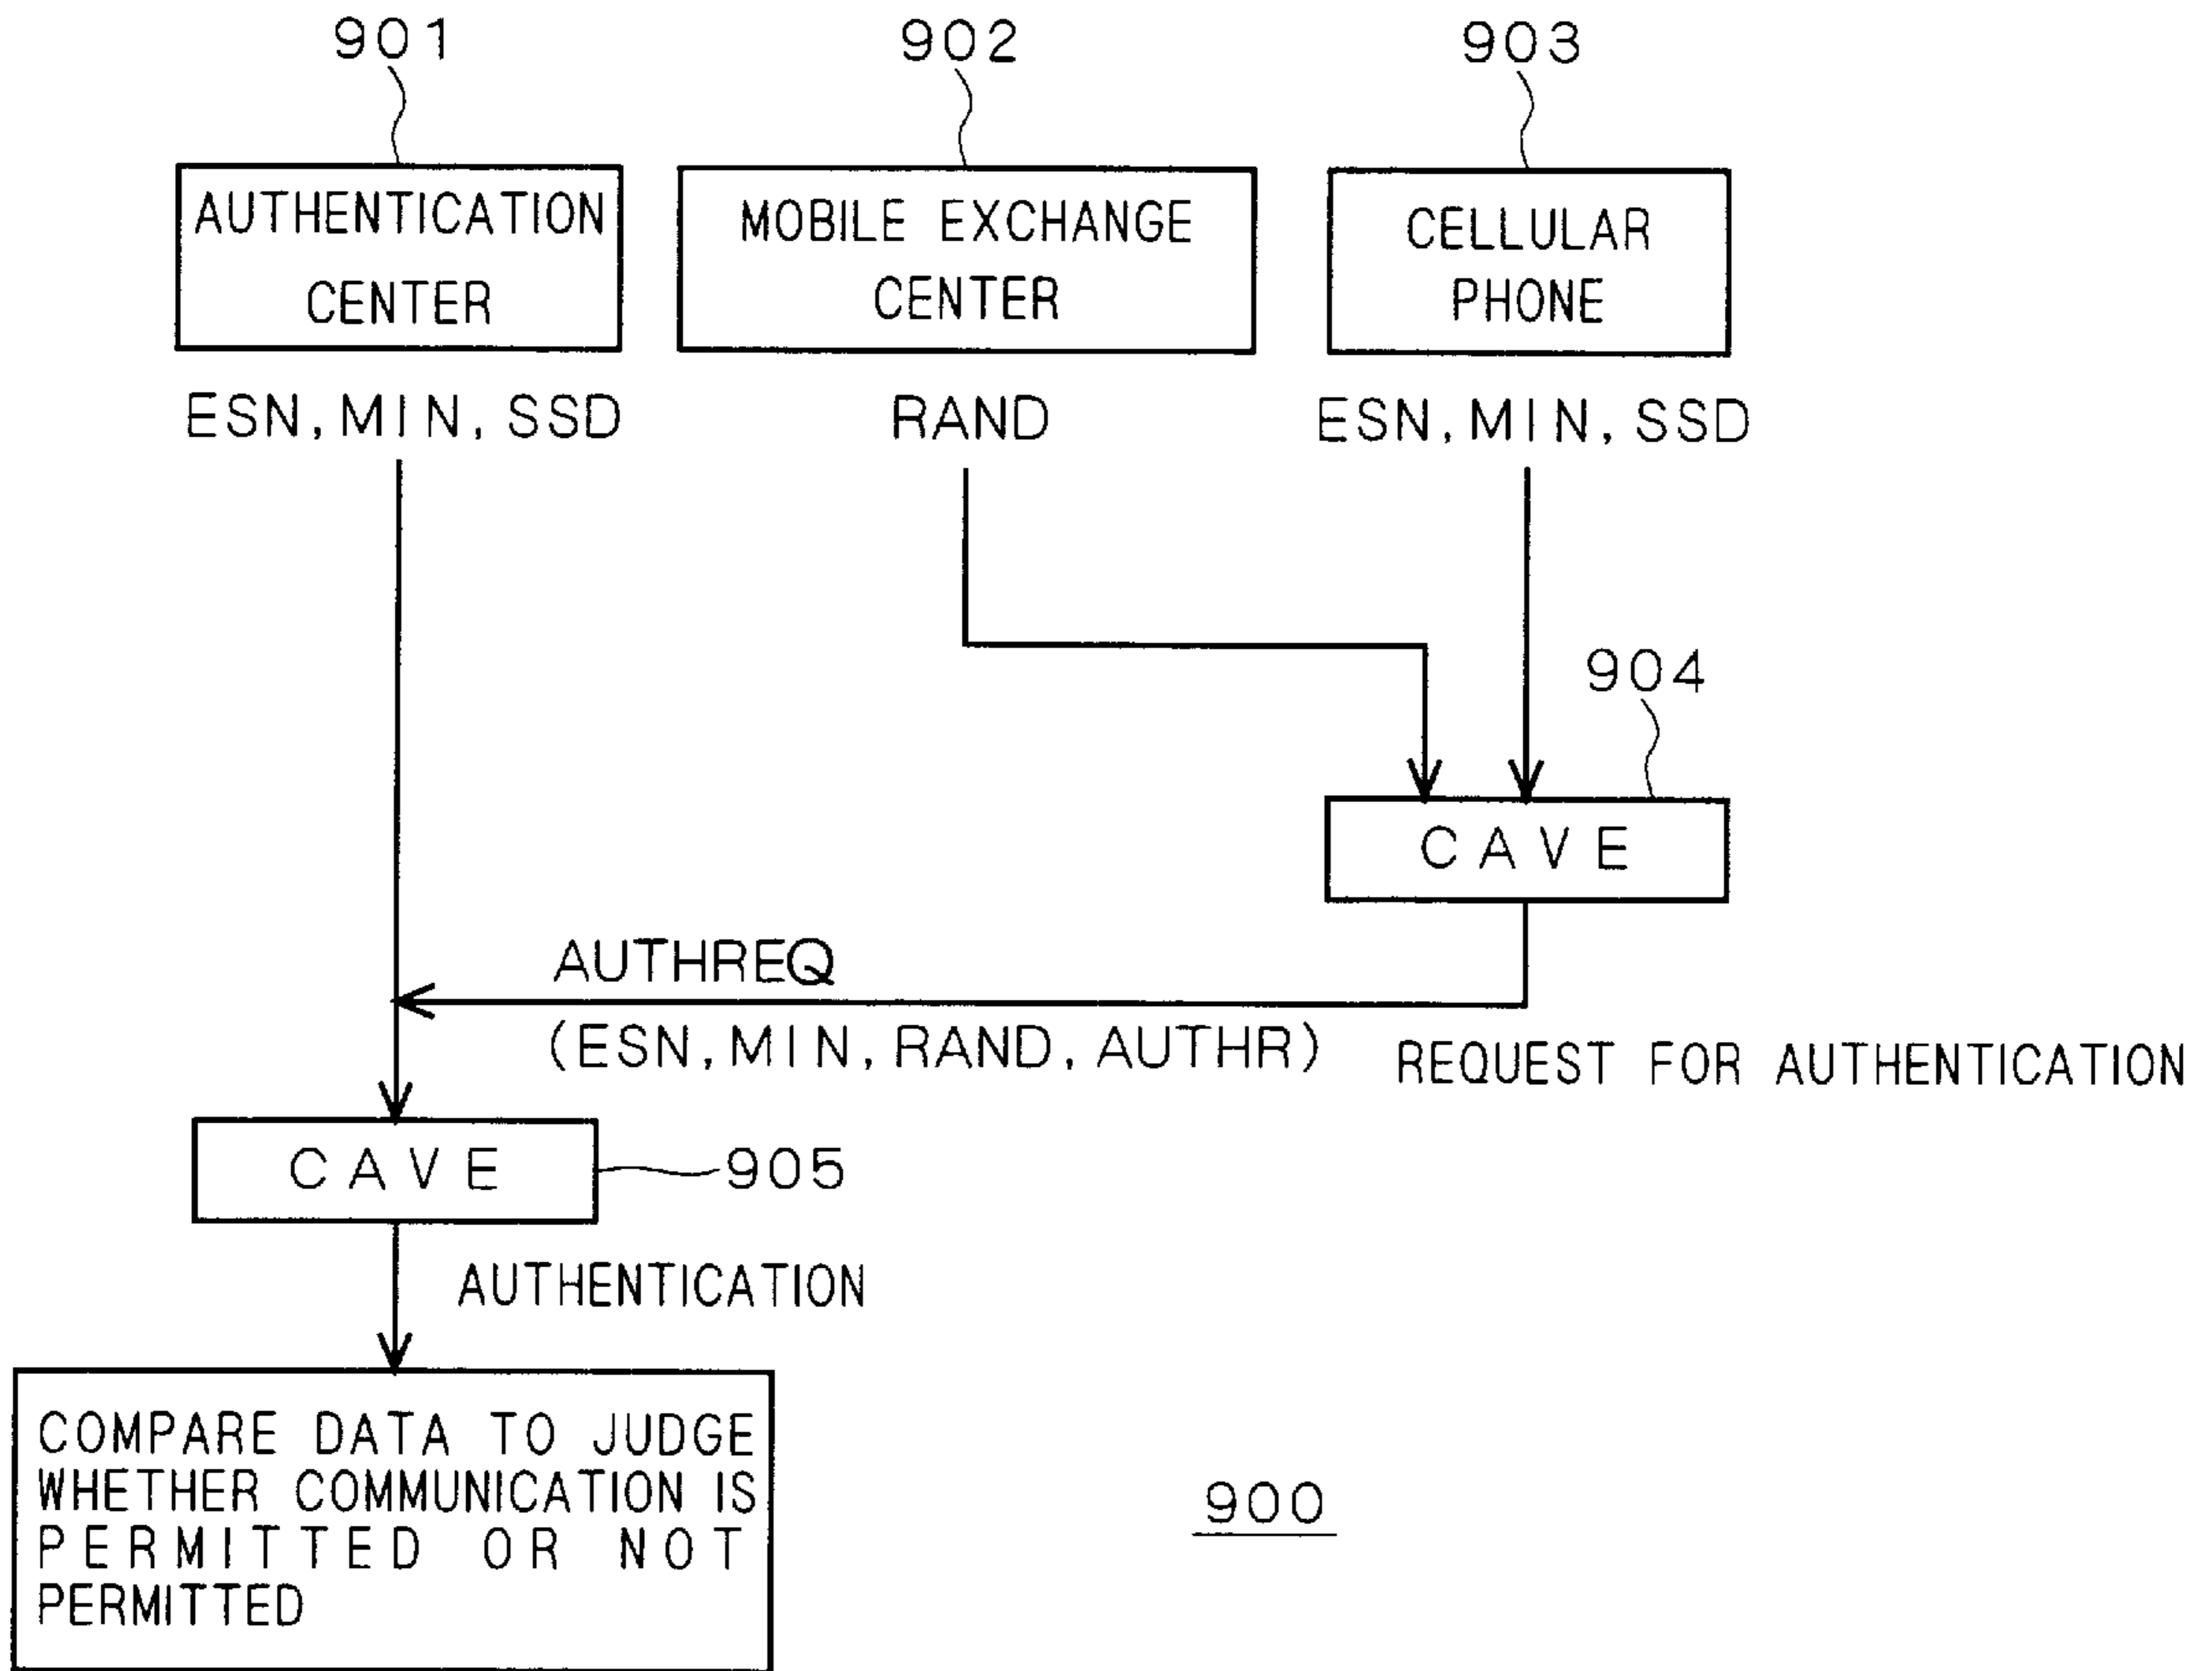 901
902
903
AUTHENTICATION
CENTER
MOBILE EXCHANGE
CENTER
CELLULAR
PHONE
ESN, MIN, SSD
RAND
ESN, MIN, SSD
904
CAVE
AUTHREQ
(ESN, MIN, RAND, AUTHR)
REQUEST FOR AUTHENTICATION
CAVE
905
AUTHENTICATION
COMPARE DATA TO JUDGE
WHETHER COMMUNICATION IS
PERMITTED OR NOT
PERMITTED
900